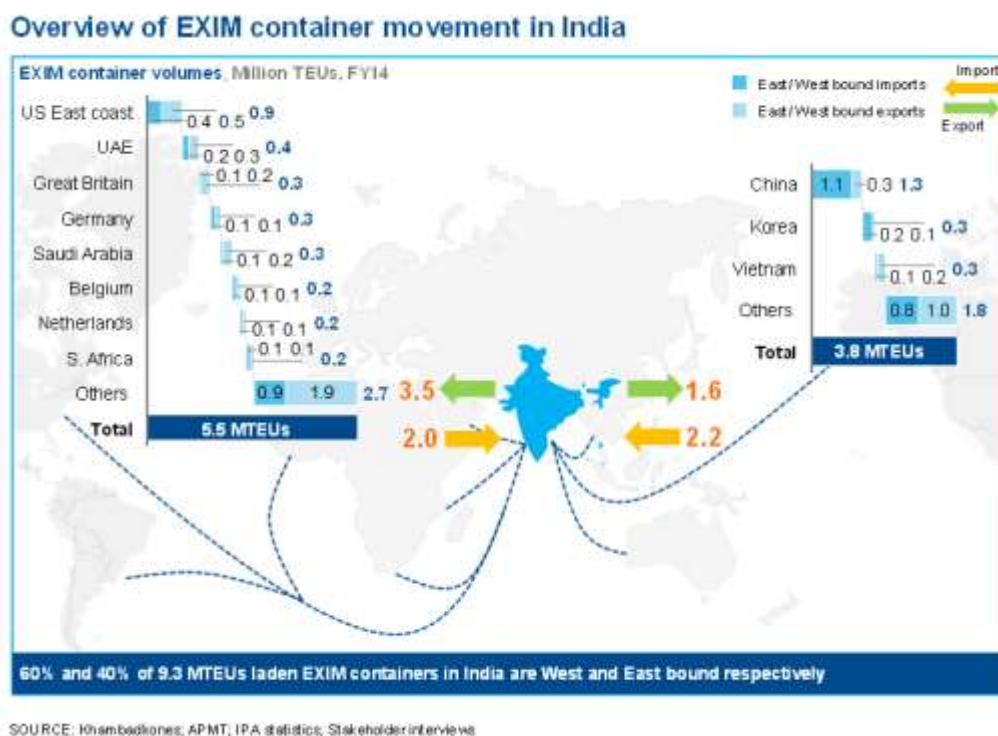 Overview of EXIM container movement in India
EXIM container volumes, Million TEUs, FY14
East/West bound imports
East/West bound exports
Import
Export
US East coast 0.4 0.5 0.9
UAE 0.2 0.3 0.4
Great Britain 0.1 0.2 0.3
Germany 0.1 0.1 0.3
Saudi Arabia 0.1 0.2 0.3
Belgium 0.1 0.1 0.2
Netherlands 0.1 0.1 0.2
S. Africa 0.1 0.1 0.2
Others 0.9 1.9 2.7
Total 5.5 MTEUs
3.5
2.0
1.6
2.2
China 1.1 0.3 1.3
Korea 0.2 0.1 0.3
Vietnam 0.1 0.2 0.3
Others 0.8 1.0 1.8
Total 3.8 MTEUs
60% and 40% of 9.3 MTEUs laden EXIM containers in India are West and East bound respectively
SOURCE: Khambadkones; APMT; IPA statistics; Stakeholder interviews